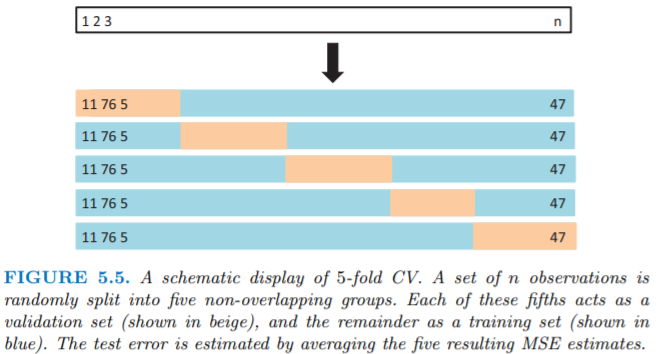 1 2 3 n
11 76 5 47
11 76 5 47
11 76 5 47
11 76 5 47
11 76 5 47
FIGURE 5.5. A schematic display of 5-fold CV. A set of n observations is
randomly split into five non-overlapping groups. Each of these fifths acts as a
validation set (shown in beige), and the remainder as a training set (shown in
blue). The test error is estimated by averaging the five resulting MSE estimates.